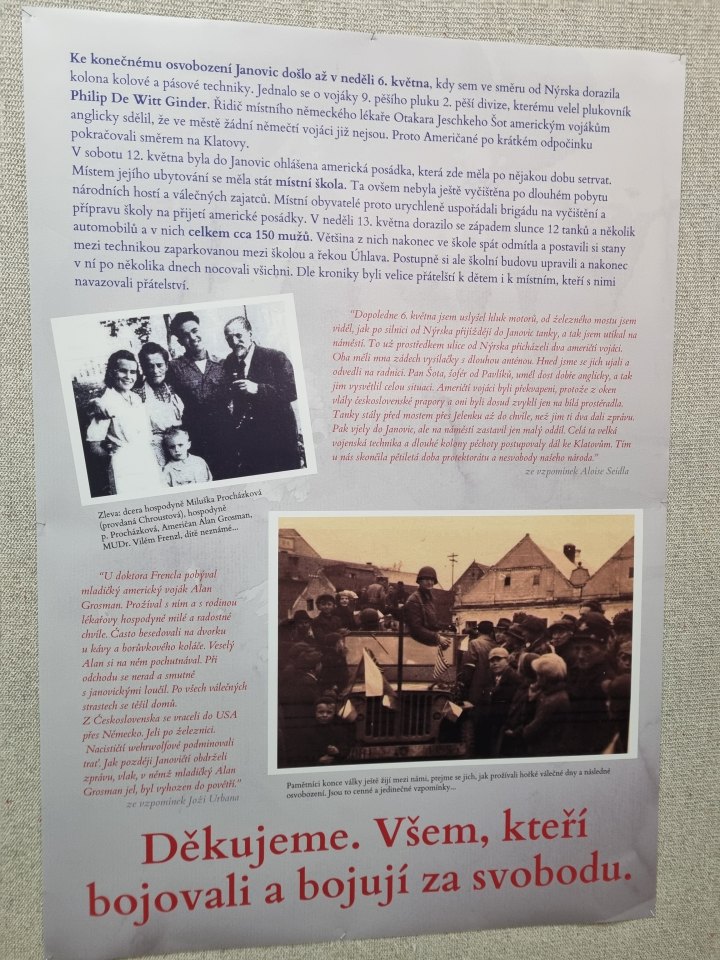 Ke konečnému osvobození Janovic došlo až v neděli 6. května, kdy sem ve směru od Nýrska dorazila
kolona kolové a pásové techniky. Jednalo se o vojáky 9. pěšího pluku 2. pěší divize, kterému velel plukovník
Philip De Witt Ginder. Řidič místního německého lékaře Otakara Jeschkeho Šot americkým vojákům
anglicky sdělil, že ve městě žádní němečtí vojáci již nejsou. Proto Američané po krátkém odpočinku
pokračovali směrem na Klatovy.
V sobotu 12. května byla do Janovic ohlášena americká posádka, která zde měla po nějakou dobu setrvat.
Místem jejího ubytování se měla stát místní škola. Ta ovšem nebyla ještě vyčištěna po dlouhém pobytu
národních hostí a válečných zajatců. Místní obyvatelé proto urychleně uspořádali brigádu na vyčištění a
přípravu školy na přijetí americké posádky. V neděli 13. května dorazilo se západem slunce 12 tanků a několik
automobilů a v nich celkem cca 150 mužů. Většina z nich nakonec ve škole spát odmítla a postavili si stany
mezi technikou zaparkovanou mezi školou a řekou Úhlava. Postupně si ale školní budovu upravili a nakonec
v ní po několika dnech nocovali všichni. Dle kroniky byli velice přátelští k dětem i k místním, kteří s nimi
navazovali přátelství.
"Dopoledne 6. května jsem uslyšel hluk motorů, od železného mostu jsem
viděl, jak po silnici od Nýrska přijíždějí do Janovic tanky, a tak jsem utíkal na
náměstí. To už prostředkem ulice od Nýrska přicházeli dva američtí vojáci.
Oba měli mna zádech vysílačky s dlouhou anténou. Hned jsme se jich ujali a
odvedli na radnici. Pan Šota, šofér od Pavlíků, uměl dost dobře anglicky, a tak
jim vysvětlil celou situaci. Američtí vojáci byli překvapeni, protože z oken
vlály československé prapory a oni byli dosud zvyklí jen na bílá prostěradla.
Tanky stály před mostem přes Jelenku až do chvíle, než jim ti dva dali zprávu.
Pak vjely do Janovic, ale na náměstí zastavil jen malý oddíl. Celá ta velká
vojenská technika a dlouhé kolony pěchoty postupovaly dál ke Klatovům. Tím
u nás skončila pětiletá doba protektorátu a nesvobody našeho národa."
ze vzpomínek Aloise Seidla
Zleva: dcera hospodyně Miluška Procházková
(provdaná Chroustová), hospodyně
p. Procházková, Američan Alan Grosman,
MUDr. Vilém Frenzl, dítě neznámé...
"U doktora Frencla pobýval
mladičký americký voják Alan
Grosman. Prožíval s ním a s rodinou
lékařovy hospodyně milé a radostné
chvíle. Často besedovali na dvorku
u kávy a borůvkového koláče. Veselý
Alan si na něm pochutnával. Při
odchodu se nerad a smutně
s janovickými loučil. Po všech válečných
strastech se těšil domů.
Z Československa se vraceli do USA
přes Německo. Jeli po železnici.
Nacističtí wehrwolfové podminovali
trať. Jak později Janovičtí obdrželi
zprávu, vlak, v němž mladičký Alan
Grosman jel, byl vyhozen do povětří."
ze vzpomínek Joži Urbana
Pamětníci konce války ještě žijí mezi námi, ptejme se jich, jak prožívali hořké válečné dny a následné
osvobození. Jsou to cenné a jedinečné vzpomínky...
Děkujeme. Všem, kteří
bojovali a bojují za svobodu.